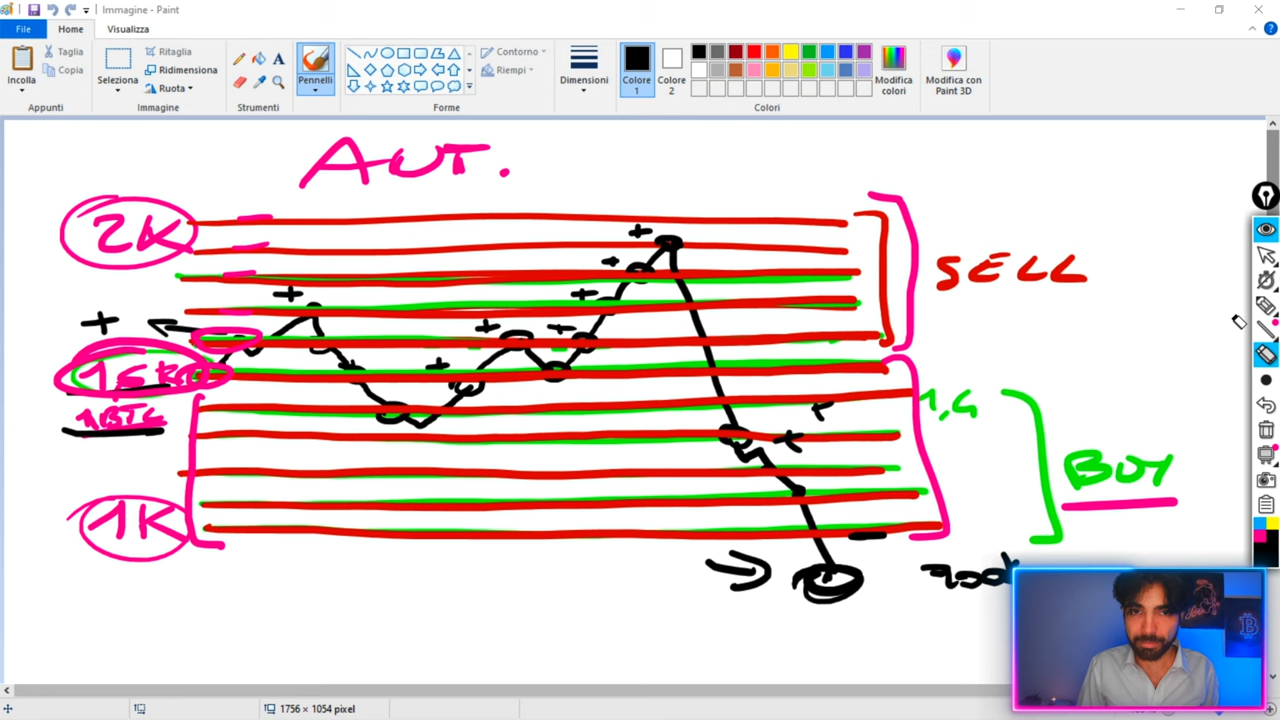 Immagine - Paint
File Home Visualizza
Incolla
Taglia
Copia
Appunti
Seleziona
Ritaglia
Ridimensiona
Ruota
Immagine
Strumenti
Pennelli
Contorno
Riempi
Forme
Dimensioni
Colore 1
Colore 2
Modifica colori
Colori
Modifica con Paint 3D
AUT.
2K
SELL
+
+
+
+
+
+
+
+
1 BTC
BUY
1K
1756 × 1054 pixel